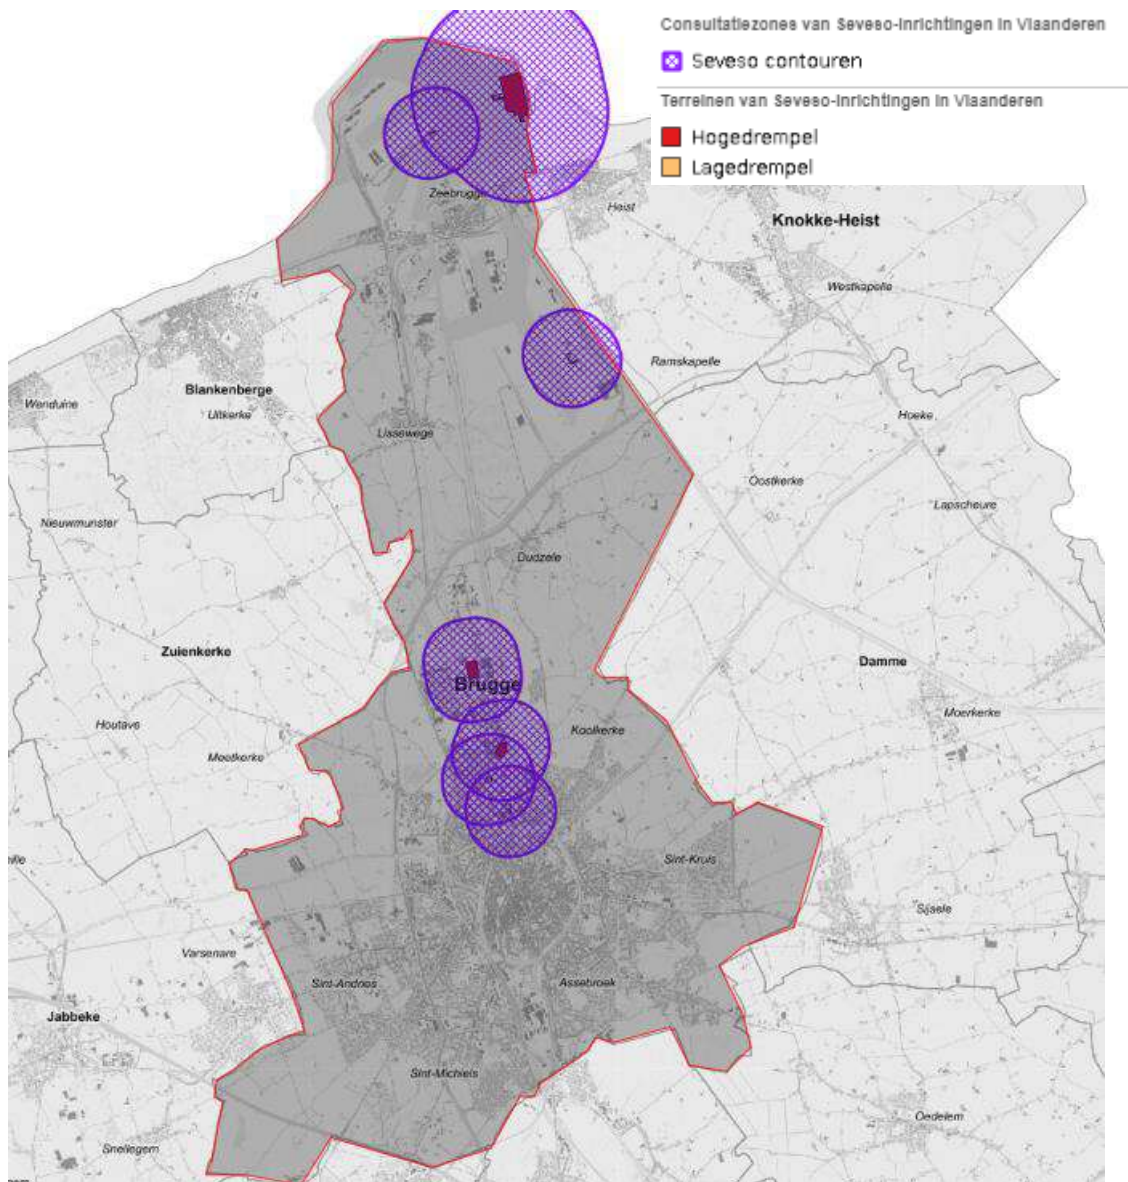 Consultatiezones van Seveso-inrichtingen in Vlaanderen
Seveso contouren
Terreinen van Seveso-inrichtingen in Vlaanderen
Hogedrempel
Lagedrempel
Zeebrugge
Heist
Knokke-Heist
Westkapelle
Ramskapelle
Blankenberge
Wenduine
Uitkerke
Hoeke
Lissewege
Oostkerke
Lapscheure
Nieuwmunster
Dudzele
Zuienkerke
Damme
Brugge
Moerkerke
Houtave
Koolkerke
Meetkerke
Sint-Kruis
Sijsele
Varsenare
Sint-Andries
Assebroek
Jabbeke
Sint-Michiels
Oedelem
Snellegem